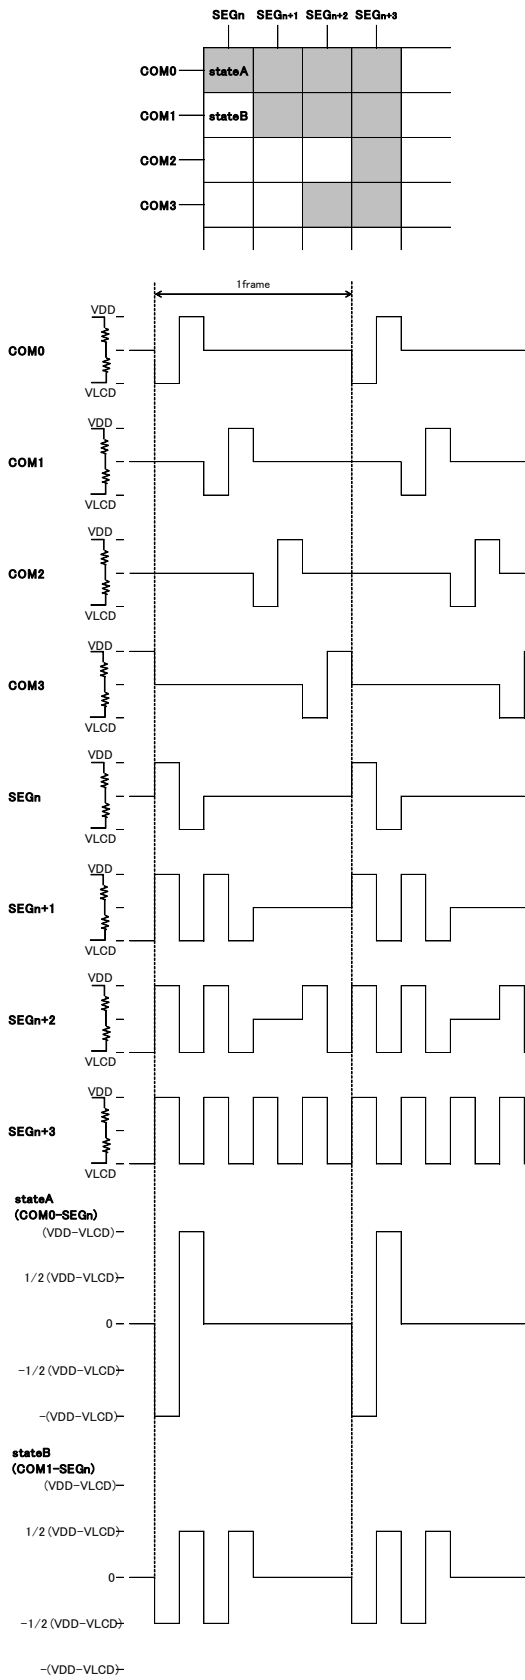 SEGn SEGn+1 SEGn+2 SEGn+3
COM0 stateA
COM1 stateB
COM2
COM3
1frame
VDD
COM0
VLCD
VDD
COM1
VLCD
VDD
COM2
VLCD
VDD
COM3
VLCD
VDD
SEGn
VLCD
VDD
SEGn+1
VLCD
VDD
SEGn+2
VLCD
VDD
SEGn+3
VLCD
stateA
(COM0-SEGn)
(VDD-VLCD)
1/2(VDD-VLCD)
0
-1/2(VDD-VLCD)
-(VDD-VLCD)
stateB
(COM1-SEGn)
(VDD-VLCD)
1/2(VDD-VLCD)
0
-1/2(VDD-VLCD)
-(VDD-VLCD)